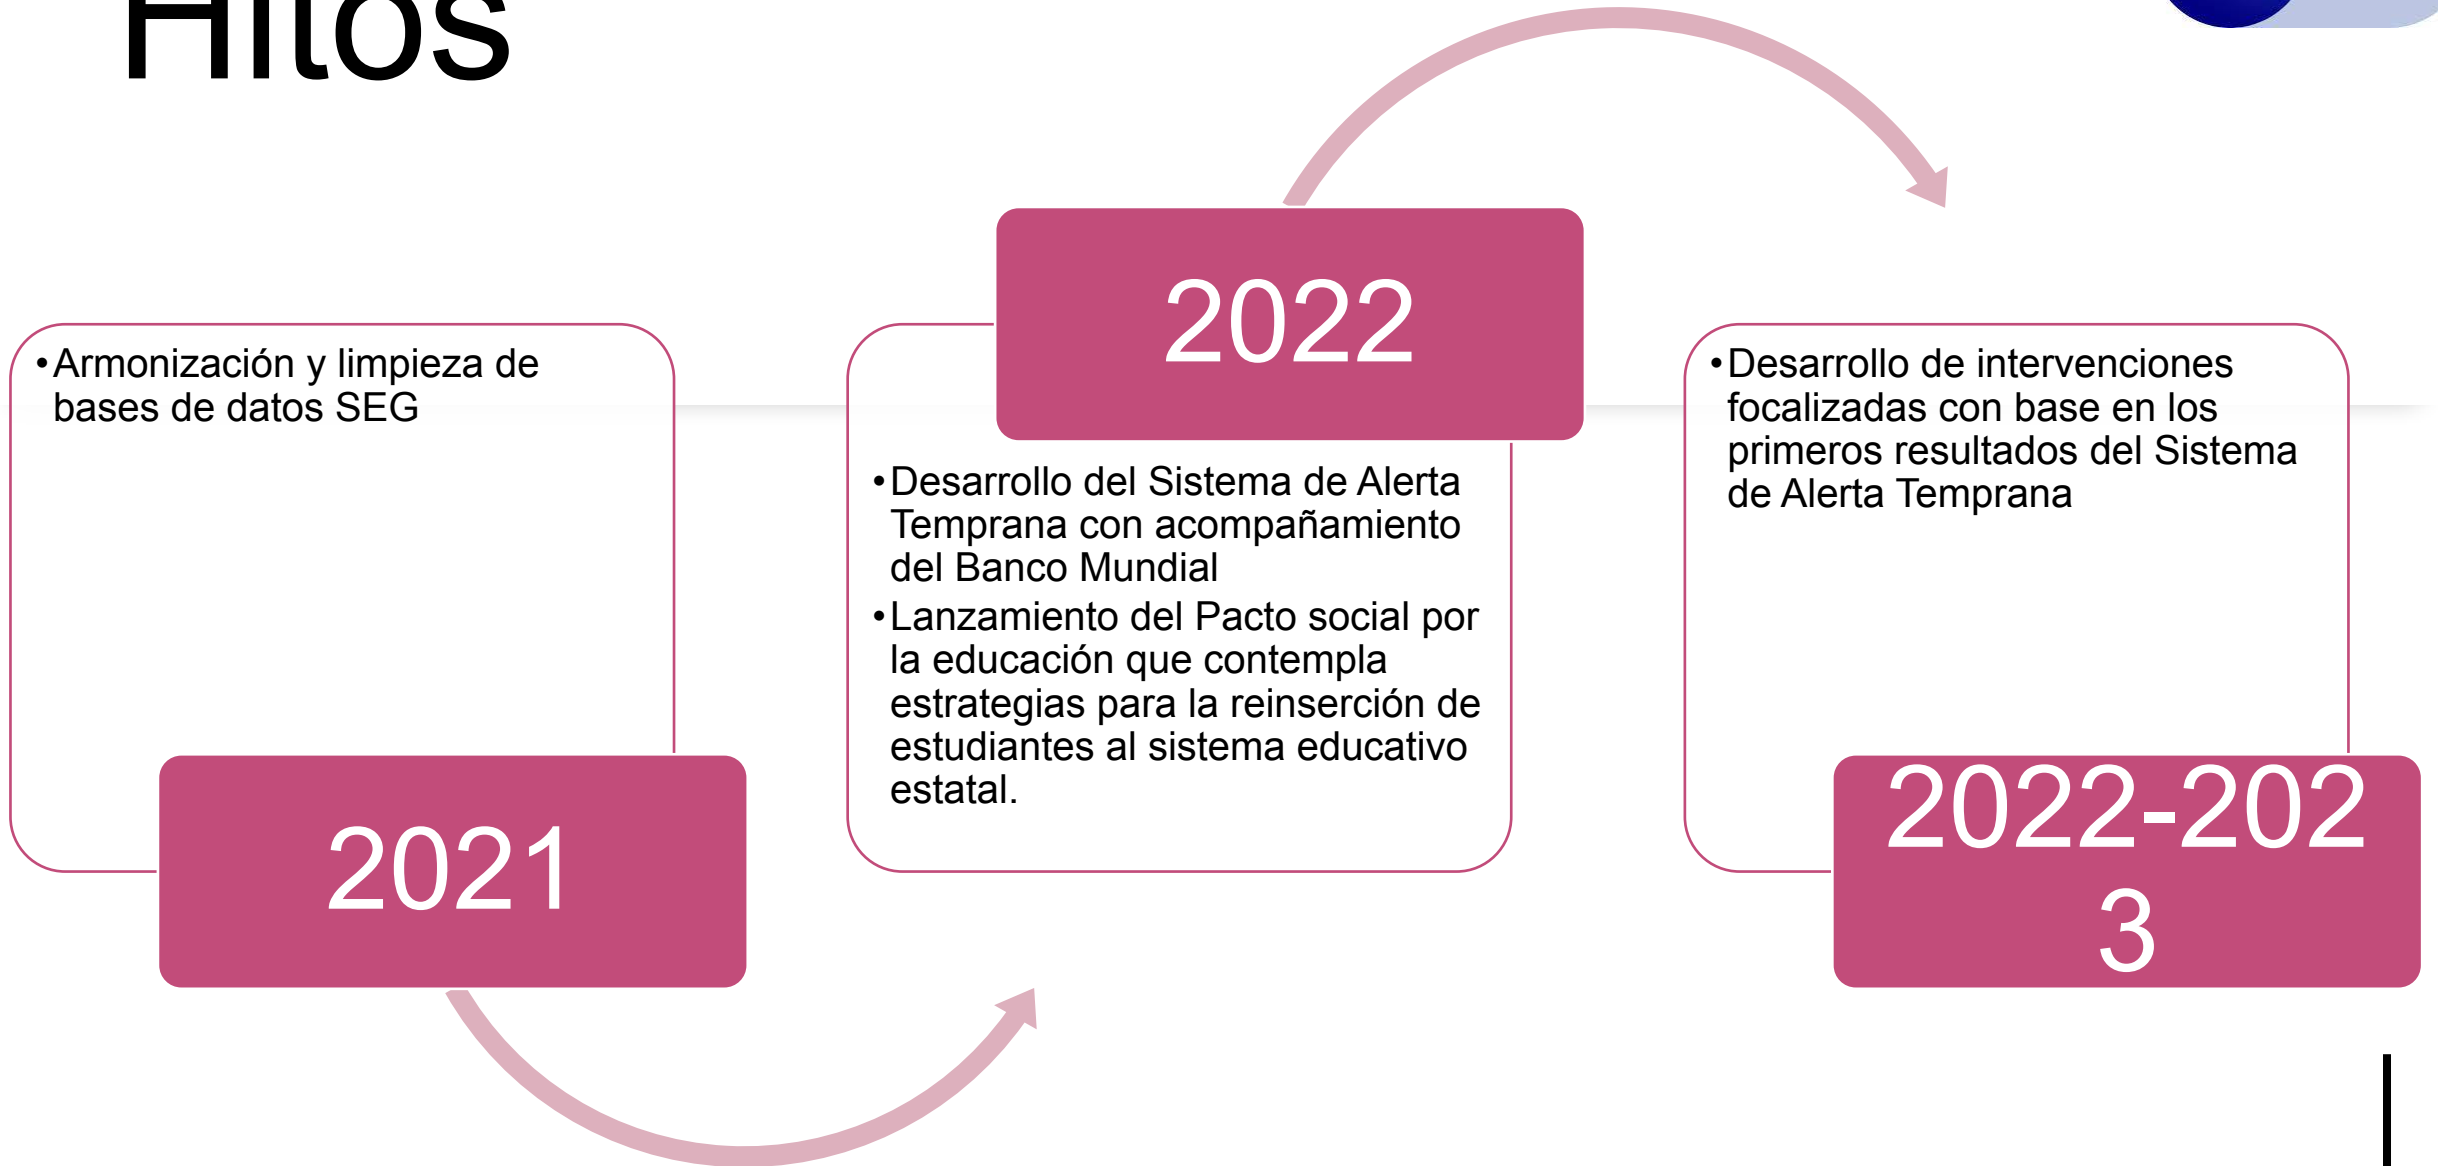 Hitos
•Armonización y limpieza de
bases de datos SEG
2021
2022
•Desarrollo del Sistema de Alerta
Temprana con acompañamiento
del Banco Mundial
•Lanzamiento del Pacto social por
la educación que contempla
estrategias para la reinserción de
estudiantes al sistema educativo
estatal.
•Desarrollo de intervenciones
focalizadas con base en los
primeros resultados del Sistema
de Alerta Temprana
2022-202
3